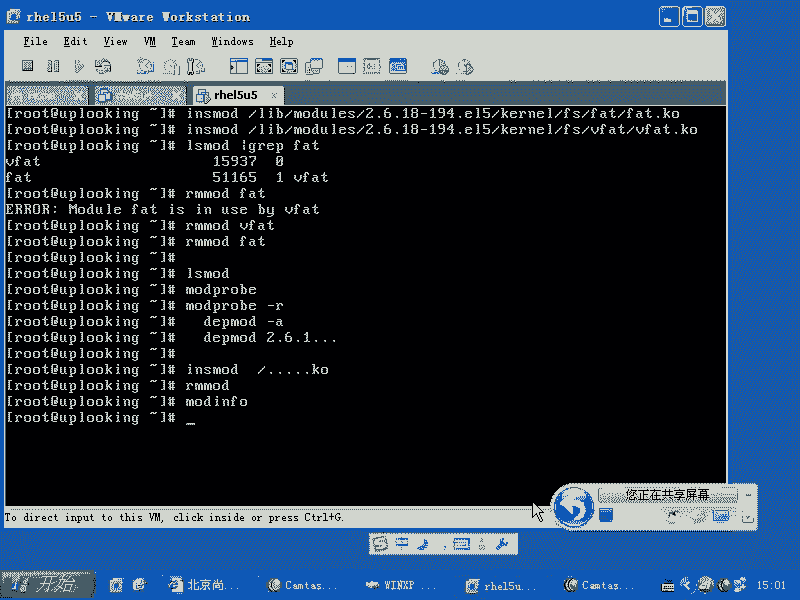 rhel5u5 - VMware Workstation
File Edit View VM Team Windows Help
rhel5u5 ×
[root@uplooking ~]# insmod /lib/modules/2.6.18-194.el5/kernel/fs/fat/fat.ko
[root@uplooking ~]# insmod /lib/modules/2.6.18-194.el5/kernel/fs/vfat/vfat.ko
[root@uplooking ~]# lsmod |grep fat
vfat 15937 0
fat 51165 1 vfat
[root@uplooking ~]# rmmod fat
ERROR: Module fat is in use by vfat
[root@uplooking ~]# rmmod vfat
[root@uplooking ~]# rmmod fat
[root@uplooking ~]#
[root@uplooking ~]# lsmod
[root@uplooking ~]# modprobe
[root@uplooking ~]# modprobe -r
[root@uplooking ~]# depmod -a
[root@uplooking ~]# depmod 2.6.1...
[root@uplooking ~]#
[root@uplooking ~]# insmod /.....ko
[root@uplooking ~]# rmmod
[root@uplooking ~]# modinfo
[root@uplooking ~]# _
您正在共享屏幕
To direct input to this VM, click inside or press Ctrl+G.
开始 北京尚... Camtas... WINXP ... rhel5u... Camtas... 15:01